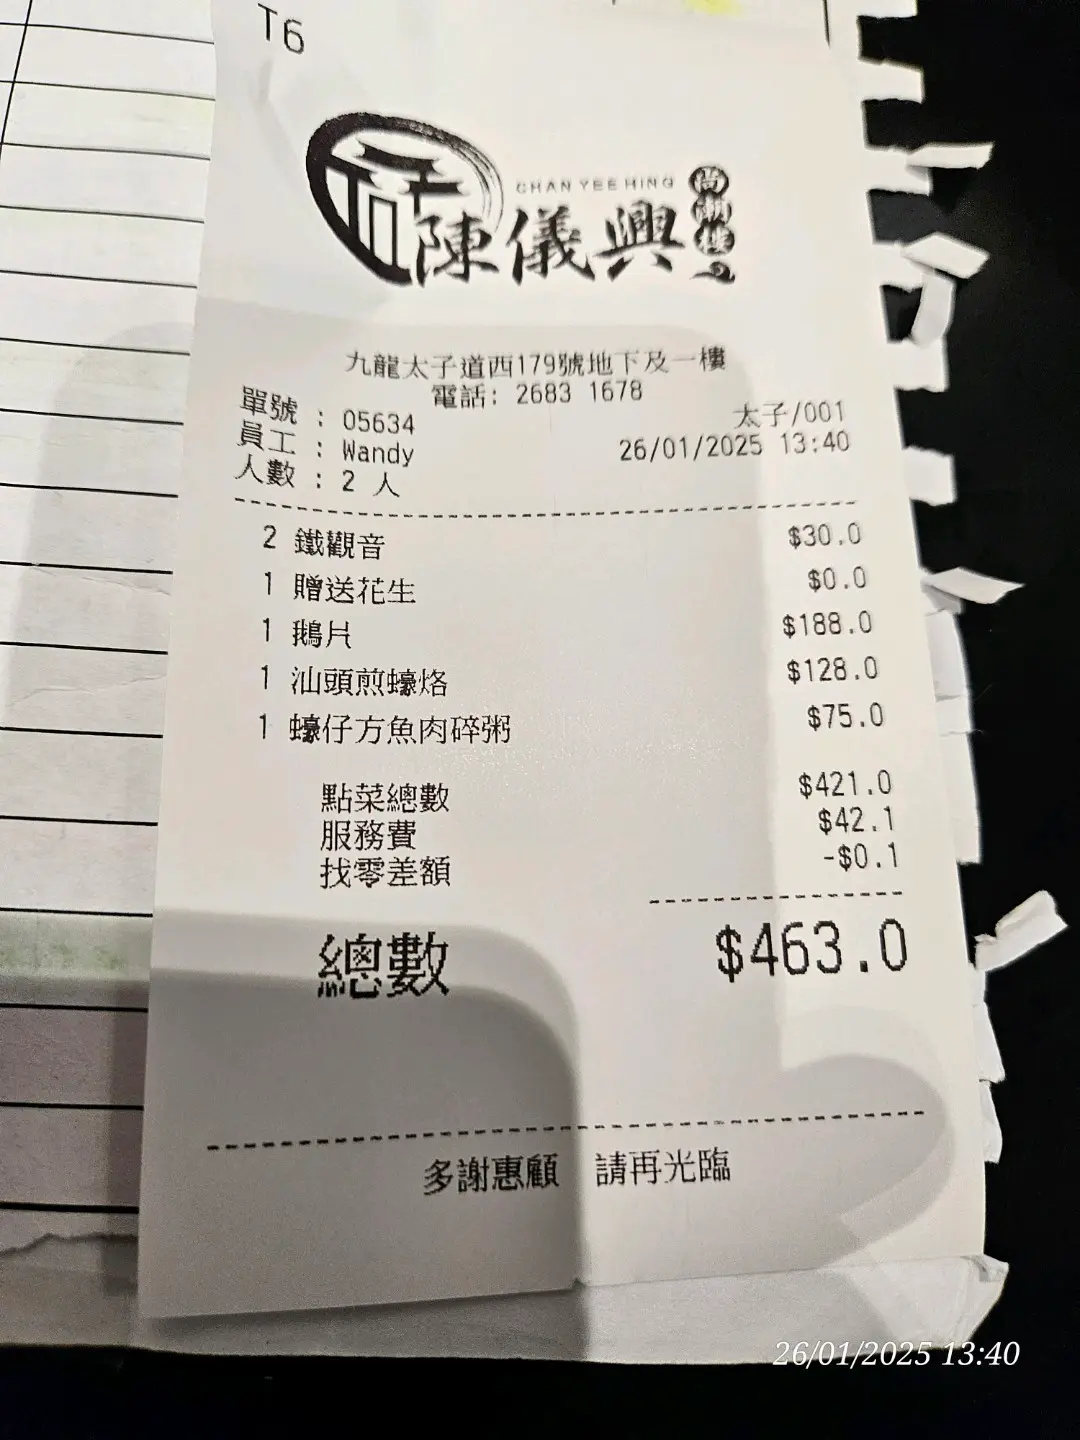 T6
CHAN YEE HING
陳儀興
尚潮樓
九龍太子道西179號地下及一樓
電話: 2683 1678
單號 : 05634
太子/001
員工 : Wandy
26/01/2025 13:40
人數 : 2 人
2 鐵觀音 $30.0
1 贈送花生 $0.0
1 鵝片 $188.0
1 汕頭煎蠔烙 $128.0
1 蠔仔方魚肉碎粥 $75.0
點菜總數 $421.0
服務費 $42.1
找零差額 -$0.1
總數 $463.0
多謝惠顧 請再光臨
26/01/2025 13:40